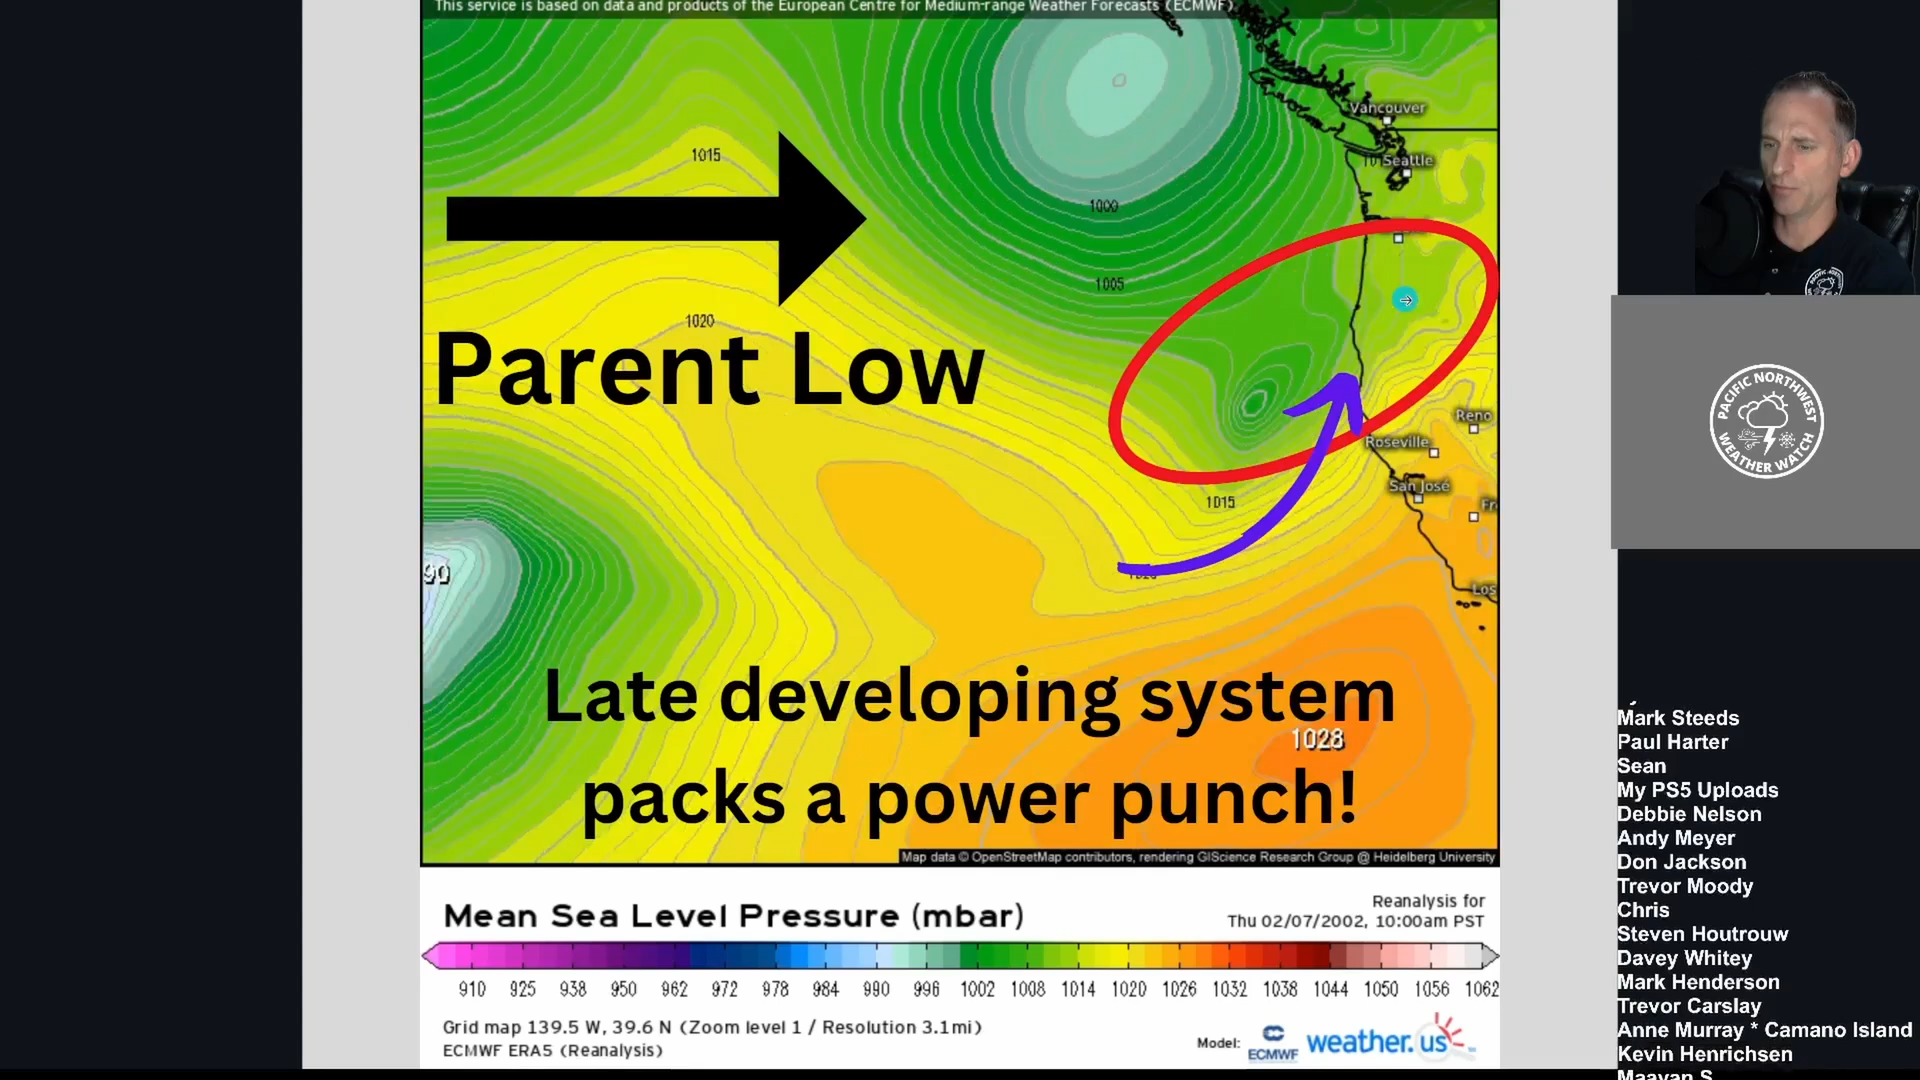 This service is based on data and products of the European Centre for Medium-range Weather Forecasts (ECMWF)
Vancouver
1015
Seattle
1000
1005
1020
Parent Low
Reno
Roseville
San José
1015
Fr
90
Los
Late developing system
1028
packs a power punch!
Map data © OpenStreetMap contributors, rendering GIScience Research Group @ Heidelberg University
Mean Sea Level Pressure (mbar)
Reanalysis for
Thu 02/07/2002, 10:00am PST
910 925 938 950 962 972 978 984 990 996 1002 1008 1014 1020 1026 1032 1038 1044 1050 1056 1062
Grid map 139.5 W, 39.6 N (Zoom level 1 / Resolution 3.1mi)
ECMWF ERA5 (Reanalysis)
Model:
ECMWF
weather.us
PACIFIC NORTHWEST
WEATHER WATCH
Mark Steeds
Paul Harter
Sean
My PS5 Uploads
Debbie Nelson
Andy Meyer
Don Jackson
Trevor Moody
Chris
Steven Houtrouw
Davey Whitey
Mark Henderson
Trevor Carslay
Anne Murray * Camano Island
Kevin Henrichsen
Maayan S